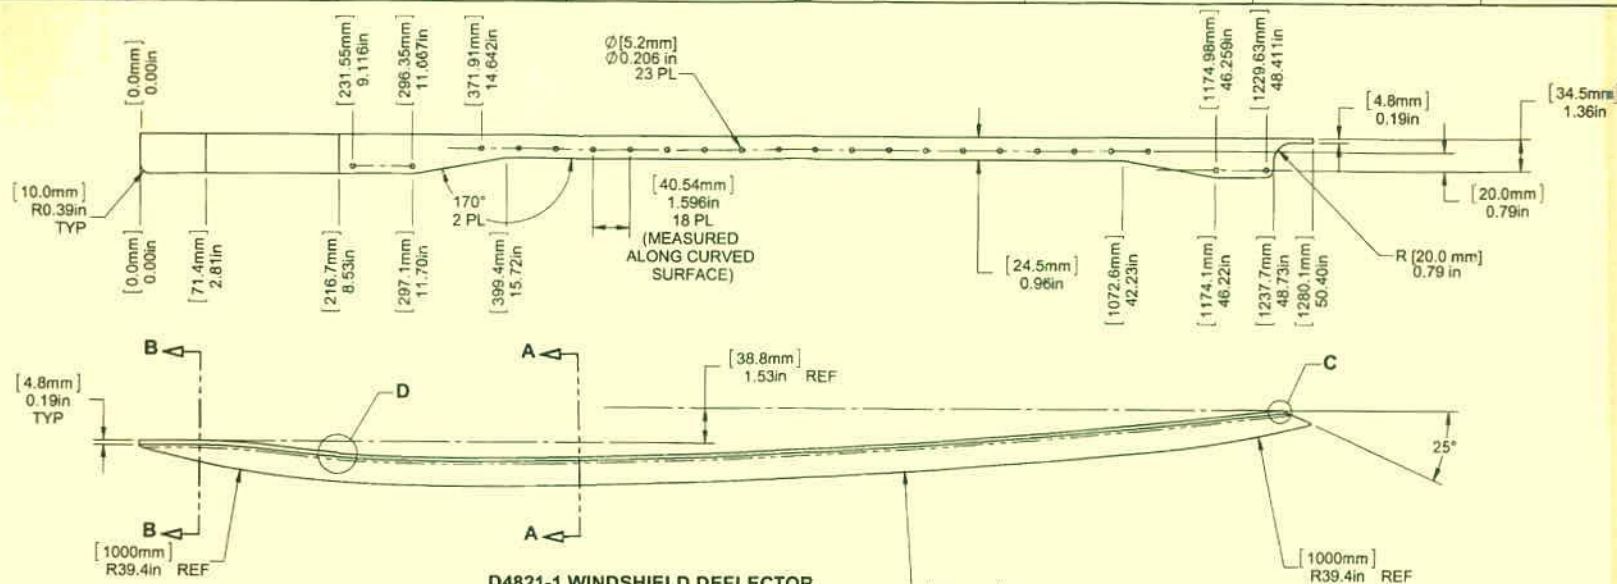 [0.0mm]
0.00in
[231.55mm]
9.116in
[296.35mm]
11.667in
[371.91mm]
14.642in
Ø[5.2mm]
Ø0.206 in
23 PL
[1174.98mm]
46.259in
[1229.63mm]
48.411in
[4.8mm]
0.19in
[34.5mm]
1.36in
[10.0mm]
R0.39in
TYP
170°
2 PL
[40.54mm]
1.596in
18 PL
(MEASURED
ALONG CURVED
SURFACE)
[20.0mm]
0.79in
[0.0mm]
0.00in
[71.4mm]
2.81in
[216.7mm]
8.53in
[297.1mm]
11.70in
[399.4mm]
15.72in
[24.5mm]
0.96in
[1072.6mm]
42.23in
[1174.1mm]
46.22in
[1237.7mm]
48.73in
[1280.1mm]
50.40in
R [20.0 mm]
0.79 in
B
A
[38.8mm]
1.53in REF
C
[4.8mm]
0.19in
TYP
D
25°
B
A
[1000mm]
R39.4in REF
[1000mm]
R39.4in REF
D4821-1 WINDSHIELD DEFLECTOR